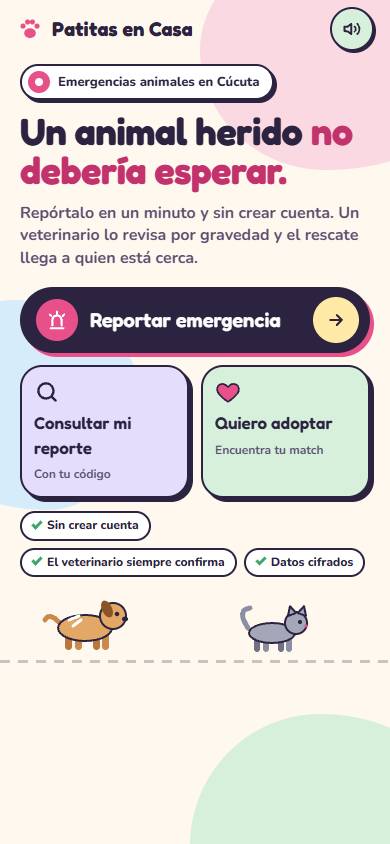 Patitas en Casa
Emergencias animales en Cúcuta
Un animal herido no
debería esperar.
Repórtalo en un minuto y sin crear cuenta. Un
veterinario lo revisa por gravedad y el rescate
llega a quien está cerca.
Reportar emergencia
Consultar mi
reporte
Con tu código
Quiero adoptar
Encuentra tu match
Sin crear cuenta
El veterinario siempre confirma
Datos cifrados